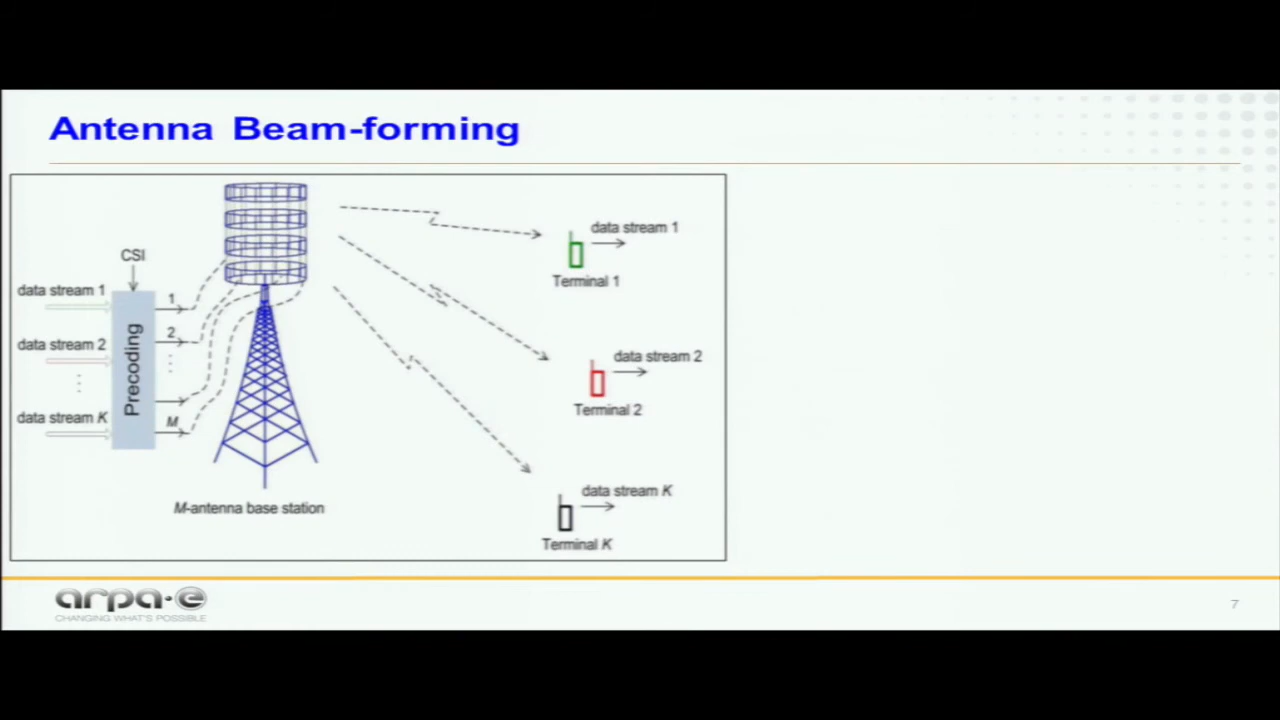 Antenna Beam-forming
CSI
data stream 1
data stream 2
data stream K
Precoding
1
2
M
M-antenna base station
data stream 1
Terminal 1
data stream 2
Terminal 2
data stream K
Terminal K
arpa·e
CHANGING WHAT'S POSSIBLE
7